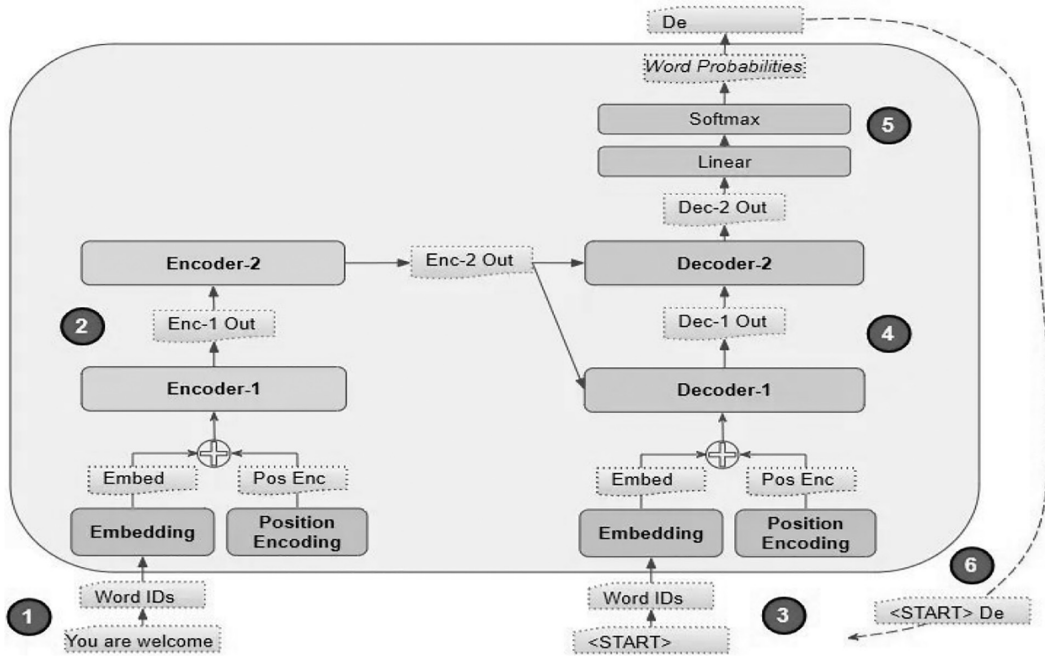 De
Word Probabilities
Softmax
5
Linear
Dec-2 Out
Encoder-2
Enc-2 Out
Decoder-2
2
Enc-1 Out
Dec-1 Out
4
Encoder-1
Decoder-1
Embed
Pos Enc
Embed
Pos Enc
Embedding
Position
Encoding
Embedding
Position
Encoding
6
1
Word IDs
Word IDs
3
<START> De
You are welcome
<START>